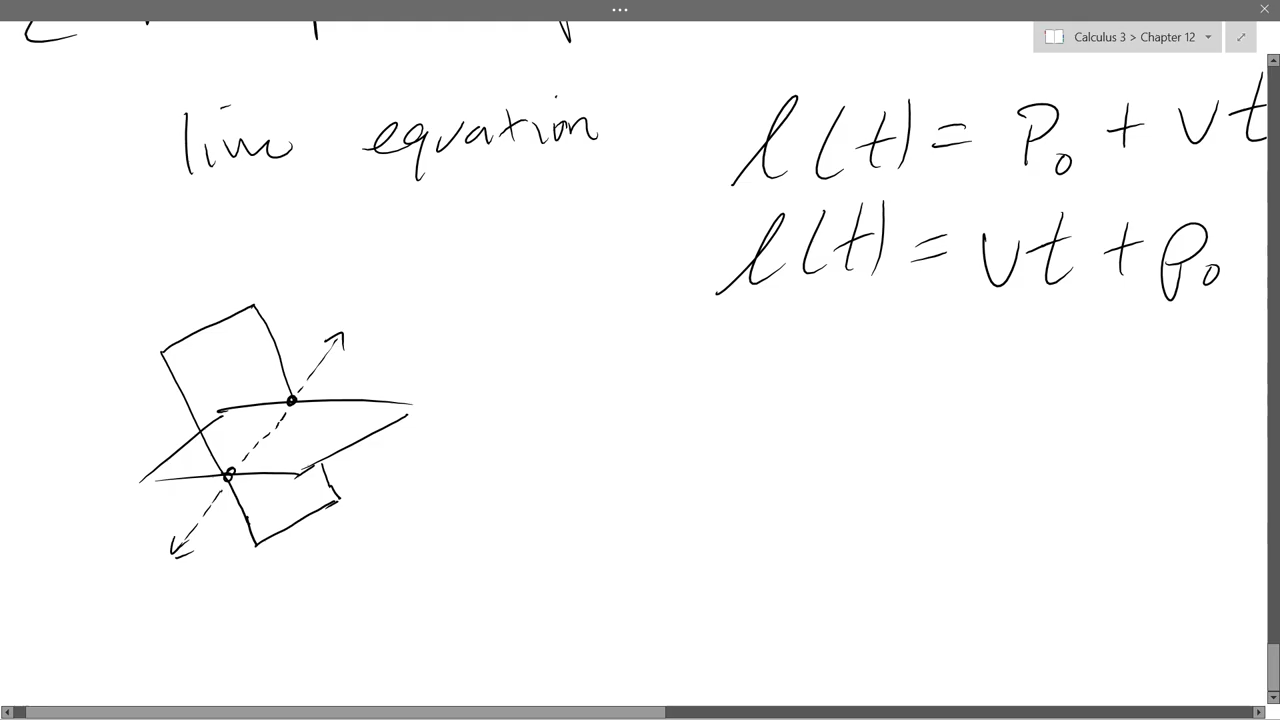 Calculus 3 > Chapter 12
line equation
l(t) = P₀ + vt
l(t) = vt + P₀